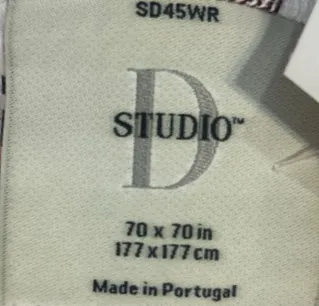 SD45WR
D
STUDIO™
70 x 70 in
177 x 177 cm
Made in Portugal